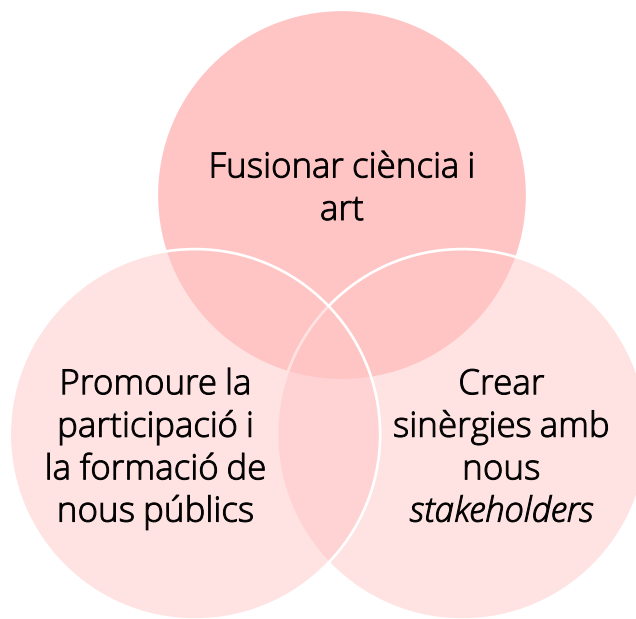 Fusionar ciència i
art
Promoure la
participació i
la formació de
nous públics
Crear
sinèrgies amb
nous
stakeholders